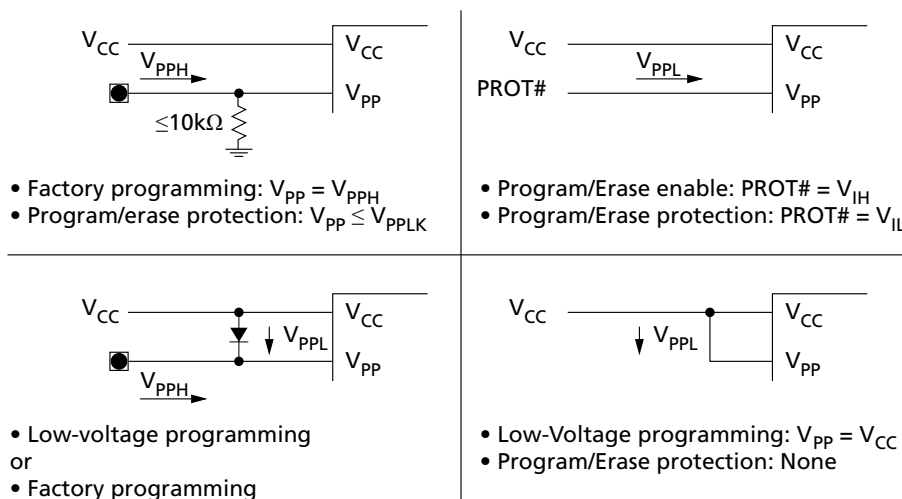 V_CC V_CC
V_PPH
V_PP
≤10kΩ
• Factory programming: V_PP = V_PPH
• Program/erase protection: V_PP ≤ V_PPLK
V_CC V_CC
V_PPL
PROT# V_PP
• Program/Erase enable: PROT# = V_IH
• Program/Erase protection: PROT# = V_IL
V_CC V_CC
V_PPL
V_PP
V_PPH
• Low-voltage programming
or
• Factory programming
V_CC V_CC
V_PPL
V_PP
• Low-Voltage programming: V_PP = V_CC
• Program/Erase protection: None